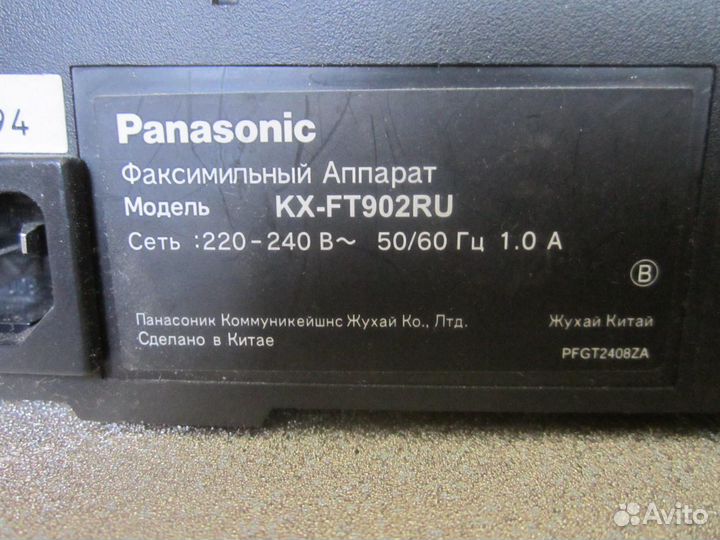 94
Panasonic
Факсимильный Аппарат
Модель KX-FT902RU
Сеть :220-240 В~ 50/60 Гц 1.0 А
B
Панасоник Коммуникейшнс Жухай Ко., Лтд. Жухай Китай
Сделано в Китае PFGT2408ZA
Avito